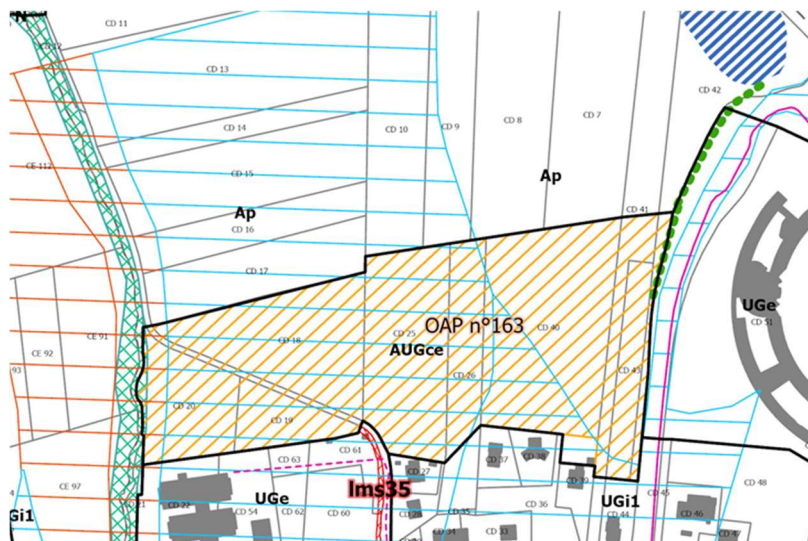 N
CD 11
CD 12
CD 13
CD 42
CD 14
CD 10
CD 9
CD 8
CD 7
CE 112
CD 15
Ap
Ap
CD 41
CD 16
CD 17
UGe
CD 51
OAP n°163
CE 91
CD 18
CD 25
CD 40
AUGce
CE 92
93
CD 26
CD 43
CD 20
CD 19
CD 61
CD 63
CD 37
CD 38
CD 27
CD 39
lms35
CE 97
CD 22
UGe
CD 54
CD 62
CD 60
CD 28
CD 35
CD 36
UGi1
CD 45
CD 48
CD 46
4
Gi1
CD 34
CD 33
CD 44
CD 47